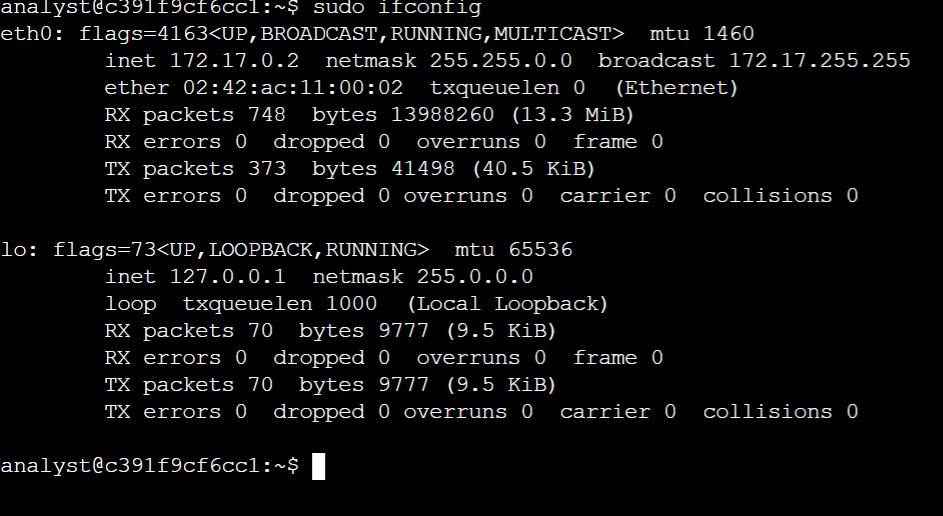 analyst@c391f9cf6cc1:~$ sudo ifconfig
eth0: flags=4163<UP,BROADCAST,RUNNING,MULTICAST>  mtu 1460
        inet 172.17.0.2  netmask 255.255.0.0  broadcast 172.17.255.255
        ether 02:42:ac:11:00:02  txqueuelen 0  (Ethernet)
        RX packets 748  bytes 13988260 (13.3 MiB)
        RX errors 0  dropped 0  overruns 0  frame 0
        TX packets 373  bytes 41498 (40.5 KiB)
        TX errors 0  dropped 0 overruns 0  carrier 0  collisions 0

lo: flags=73<UP,LOOPBACK,RUNNING>  mtu 65536
        inet 127.0.0.1  netmask 255.0.0.0
        loop  txqueuelen 1000  (Local Loopback)
        RX packets 70  bytes 9777 (9.5 KiB)
        RX errors 0  dropped 0  overruns 0  frame 0
        TX packets 70  bytes 9777 (9.5 KiB)
        TX errors 0  dropped 0 overruns 0  carrier 0  collisions 0

analyst@c391f9cf6cc1:~$